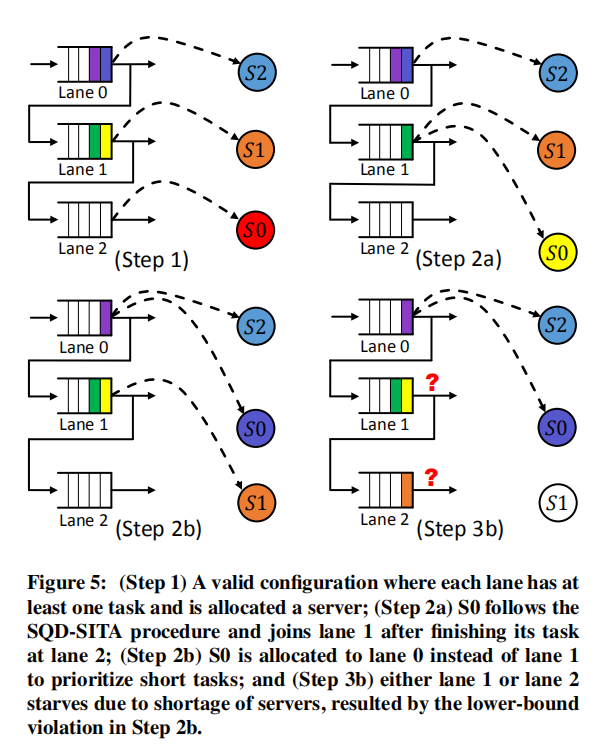 Lane 0
S2
Lane 1
S1
Lane 2
S0
(Step 1)
Lane 0
S2
Lane 1
S1
Lane 2
S0
(Step 2a)
Lane 0
S2
Lane 1
S0
Lane 2
S1
(Step 2b)
Lane 0
S2
?
Lane 1
S0
?
Lane 2
S1
(Step 3b)
Figure 5: (Step 1) A valid configuration where each lane has at
least one task and is allocated a server; (Step 2a) S0 follows the
SQD-SITA procedure and joins lane 1 after finishing its task
at lane 2; (Step 2b) S0 is allocated to lane 0 instead of lane 1
to prioritize short tasks; and (Step 3b) either lane 1 or lane 2
starves due to shortage of servers, resulted by the lower-bound
violation in Step 2b.